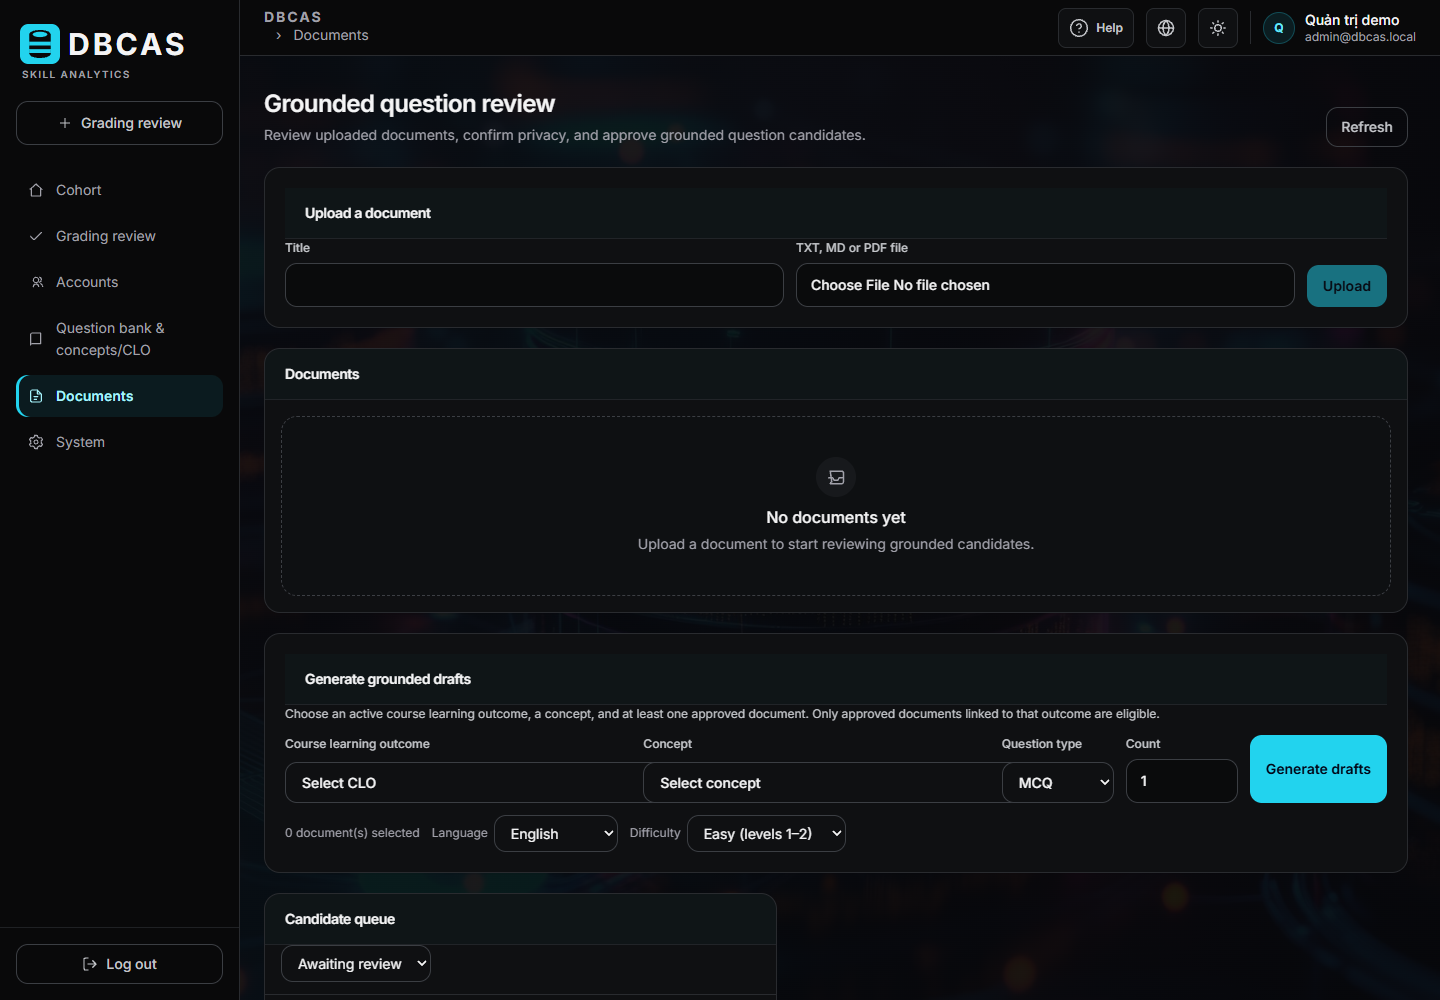 DBCAS
SKILL ANALYTICS
Grading review
Cohort
Grading review
Accounts
Question bank &
concepts/CLO
Documents
System
Log out
DBCAS
Documents
Help
Q
Quản trị demo
admin@dbcas.local
Grounded question review
Review uploaded documents, confirm privacy, and approve grounded question candidates.
Refresh
Upload a document
Title
TXT, MD or PDF file
Choose File No file chosen
Upload
Documents
No documents yet
Upload a document to start reviewing grounded candidates.
Generate grounded drafts
Choose an active course learning outcome, a concept, and at least one approved document. Only approved documents linked to that outcome are eligible.
Course learning outcome
Concept
Question type
Count
Select CLO
Select concept
MCQ
1
Generate drafts
0 document(s) selected
Language
English
Difficulty
Easy (levels 1–2)
Candidate queue
Awaiting review